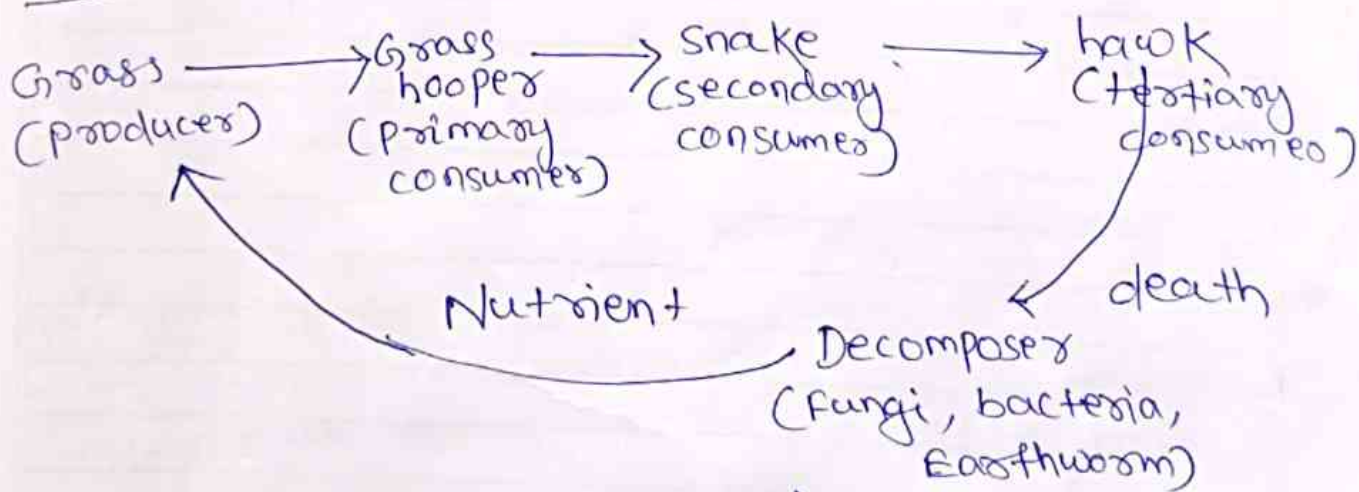 Grass
(producer)
Grass
hooper
(primary
consumer)
snake
(secondary
consumer)
hawk
(tertiary
consumer)
death
Nutrient
Decomposer
(Fungi, bacteria,
Earthworm)